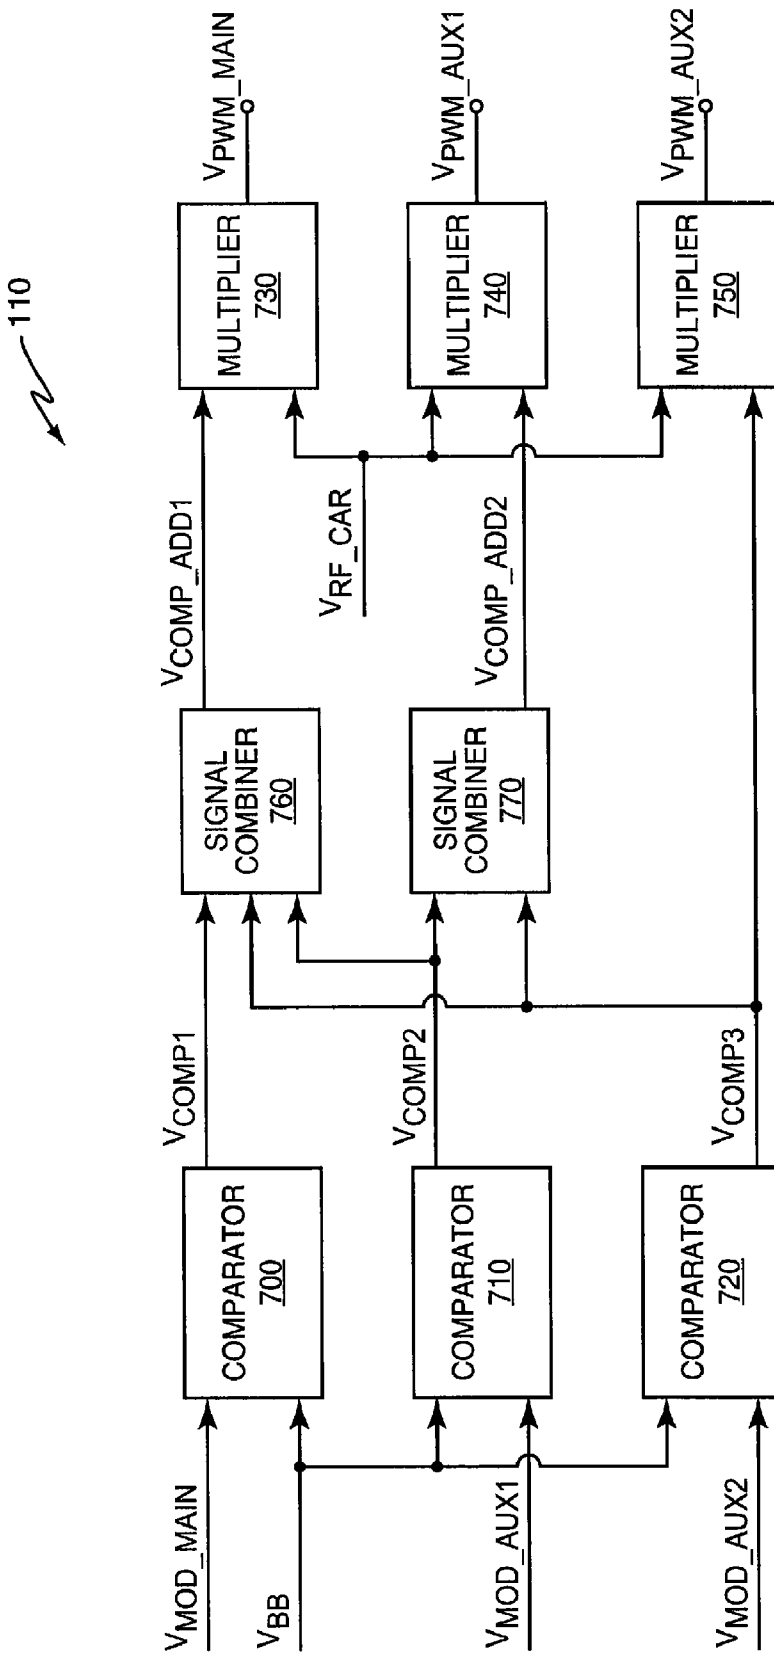 110
VMOD_MAIN
VBB
COMPARATOR
700
VCOMP1
SIGNAL
COMBINER
760
VCOMP_ADD1
MULTIPLIER
730
VPWM_MAIN
VRF_CAR
VMOD_AUX1
COMPARATOR
710
VCOMP2
SIGNAL
COMBINER
770
VCOMP_ADD2
MULTIPLIER
740
VPWM_AUX1
VMOD_AUX2
COMPARATOR
720
VCOMP3
MULTIPLIER
750
VPWM_AUX2